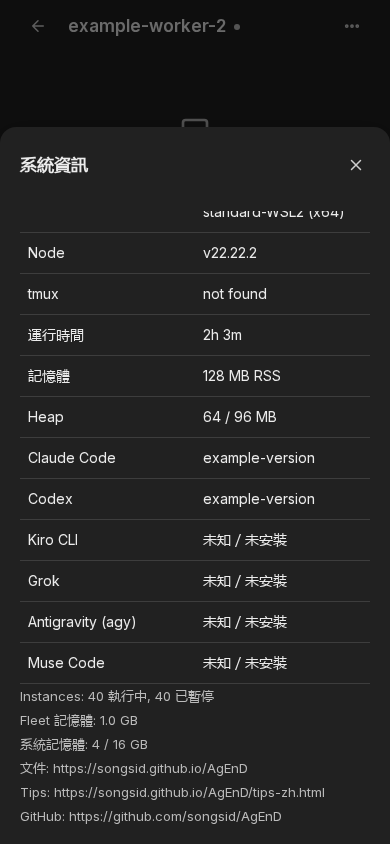 example-worker-2
系統資訊
standard-WSL2 (x64)
Node v22.22.2
tmux not found
運行時間 2h 3m
記憶體 128 MB RSS
Heap 64 / 96 MB
Claude Code example-version
Codex example-version
Kiro CLI 未知 / 未安裝
Grok 未知 / 未安裝
Antigravity (agy) 未知 / 未安裝
Muse Code 未知 / 未安裝
Instances: 40 執行中, 40 已暫停
Fleet 記憶體: 1.0 GB
系統記憶體: 4 / 16 GB
文件: https://songsid.github.io/AgEnD
Tips: https://songsid.github.io/AgEnD/tips-zh.html
GitHub: https://github.com/songsid/AgEnD